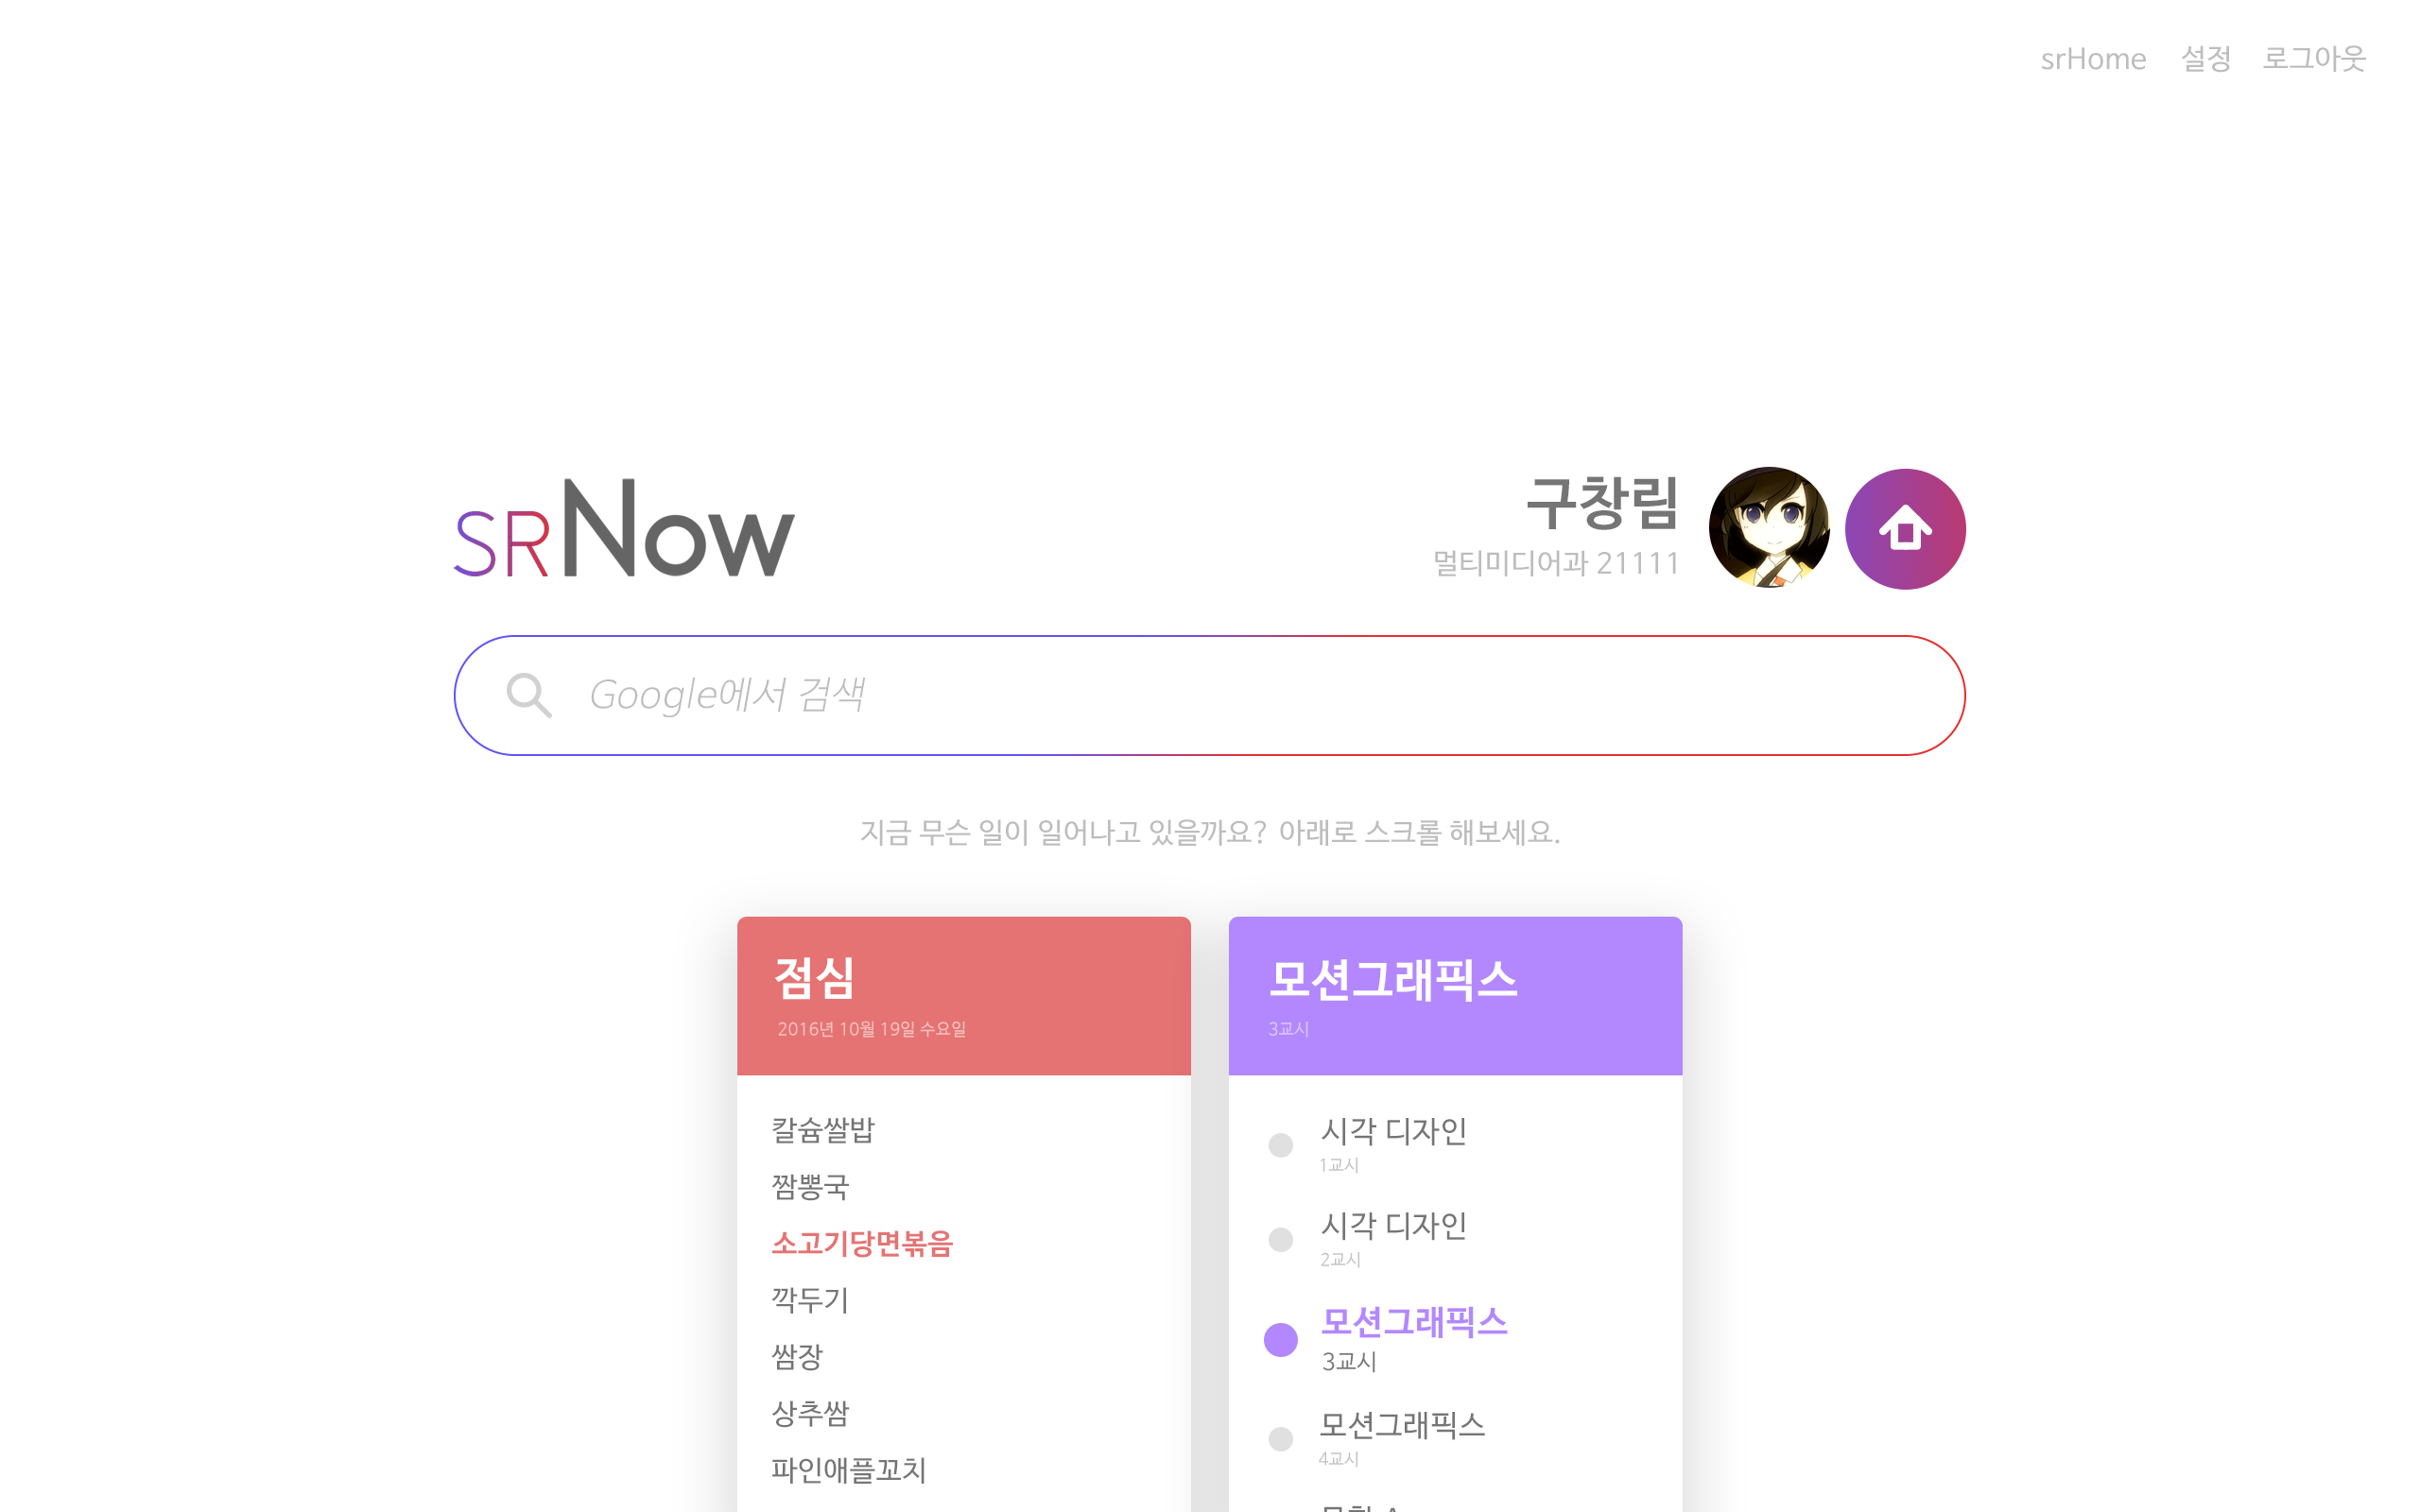 srHome 설정 로그아웃
SRNow
구창림
멀티미디어과 21111
Google에서 검색
지금 무슨 일이 일어나고 있을까요? 아래로 스크롤 해보세요.
점심
2016년 10월 19일 수요일
칼슘쌀밥
짬뽕국
소고기당면볶음
깍두기
쌈장
상추쌈
파인애플꼬치
모션그래픽스
3교시
시각 디자인
1교시
시각 디자인
2교시
모션그래픽스
3교시
모션그래픽스
4교시